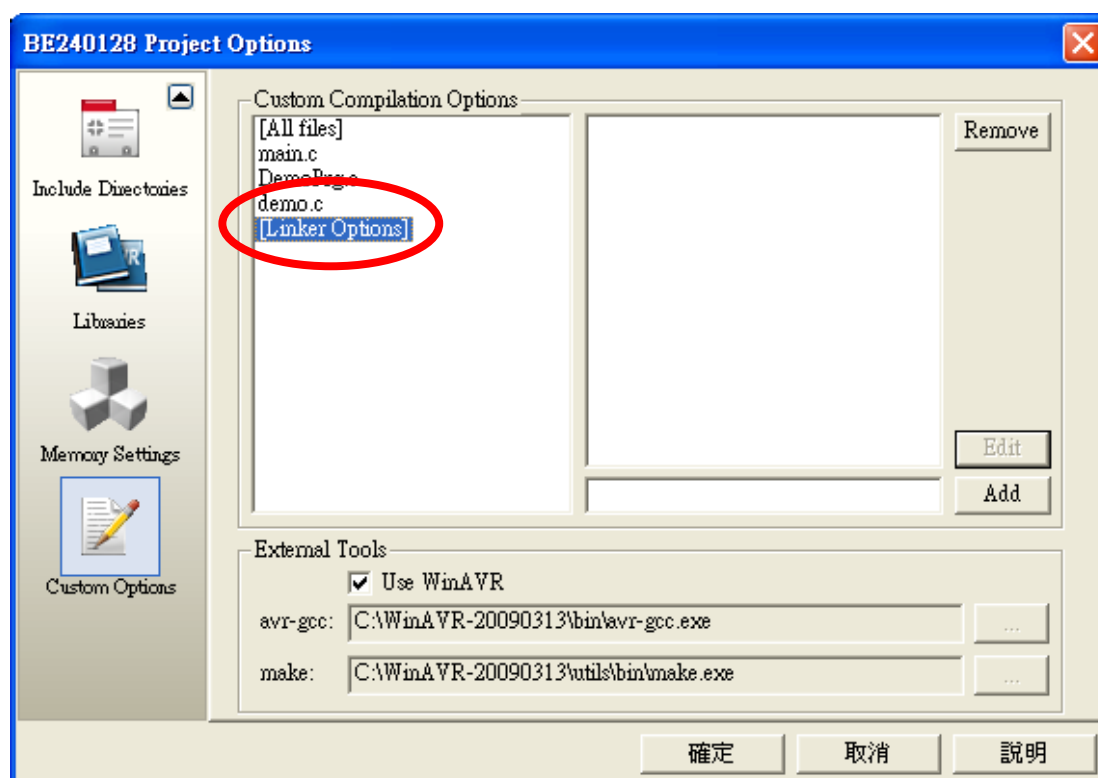 BE240128 Project Options
Include Directories
Libraries
Memory Settings
Custom Options
Custom Compilation Options
[All files]
main.c
DemoPrg.c
demo.c
[Linker Options]
Remove
Edit
Add
External Tools
Use WinAVR
avr-gcc: C:\WinAVR-20090313\bin\avr-gcc.exe ...
make: C:\WinAVR-20090313\utils\bin\make.exe ...
確定 取消 說明